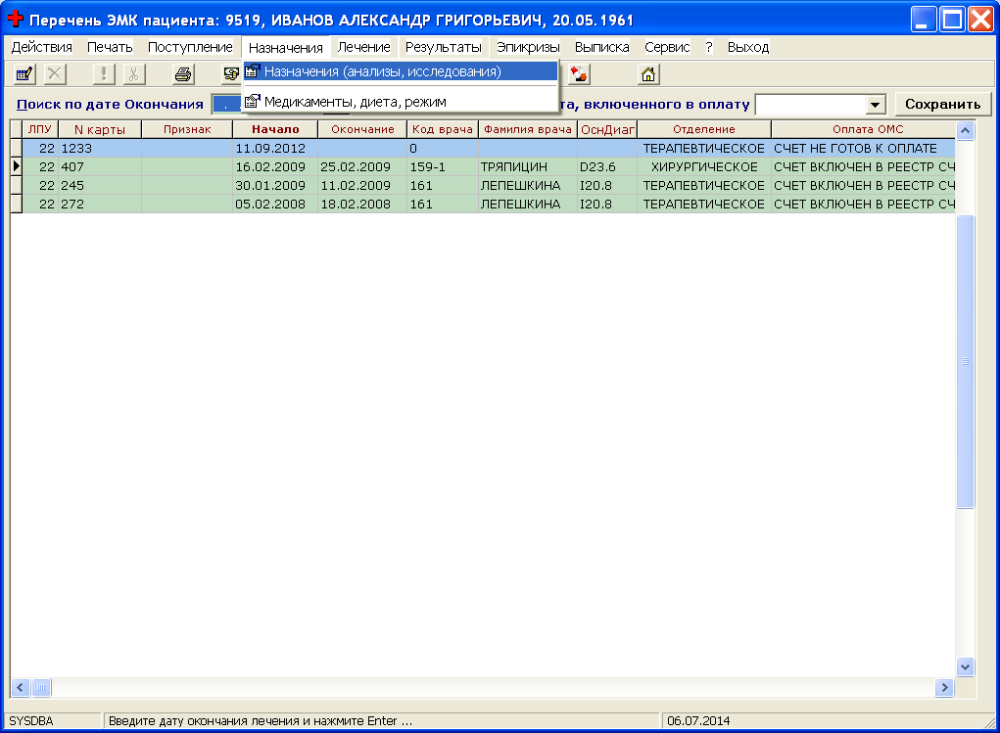 Перечень ЭМК пациента: 9519, ИВАНОВ АЛЕКСАНДР ГРИГОРЬЕВИЧ, 20.05.1961
Действия Печать Поступление Назначения Лечение Результаты Эпикризы Выписка Сервис ? Выход
Назначения (анализы, исследования)
Медикаменты, диета, режим
Поиск по дате Окончания . та, включенного в оплату Сохранить
ЛПУ N карты Признак Начало Окончание Код врача Фамилия врача ОснДиаг Отделение Оплата ОМС
22 1233 11.09.2012 0 ТЕРАПЕВТИЧЕСКОЕ СЧЕТ НЕ ГОТОВ К ОПЛАТЕ
22 407 16.02.2009 25.02.2009 159-1 ТРЯПИЦИН D23.6 ХИРУРГИЧЕСКОЕ СЧЕТ ВКЛЮЧЕН В РЕЕСТР СЧ
22 245 30.01.2009 11.02.2009 161 ЛЕПЕШКИНА I20.8 ТЕРАПЕВТИЧЕСКОЕ СЧЕТ ВКЛЮЧЕН В РЕЕСТР СЧ
22 272 05.02.2008 18.02.2008 161 ЛЕПЕШКИНА I20.8 ТЕРАПЕВТИЧЕСКОЕ СЧЕТ ВКЛЮЧЕН В РЕЕСТР СЧ
SYSDBA Введите дату окончания лечения и нажмите Enter ... 06.07.2014